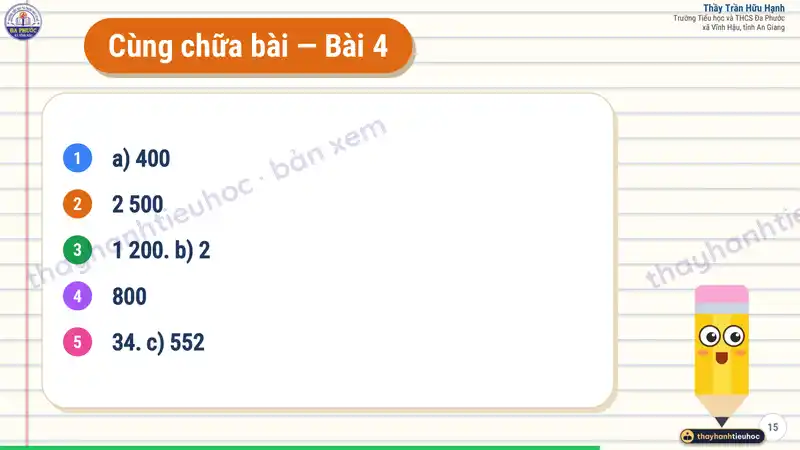 Thầy Trần Hữu Hạnh
Trường Tiểu học và THCS Đa Phước
xã Vĩnh Hậu, tỉnh An Giang
ĐA PHƯỚC
Cùng chữa bài — Bài 4
1 a) 400
2 2 500
3 1 200. b) 2
4 800
5 34. c) 552
thayhanhtieuhoc · bản xem
thayhanhtie
thayhanhtieuhoc
15